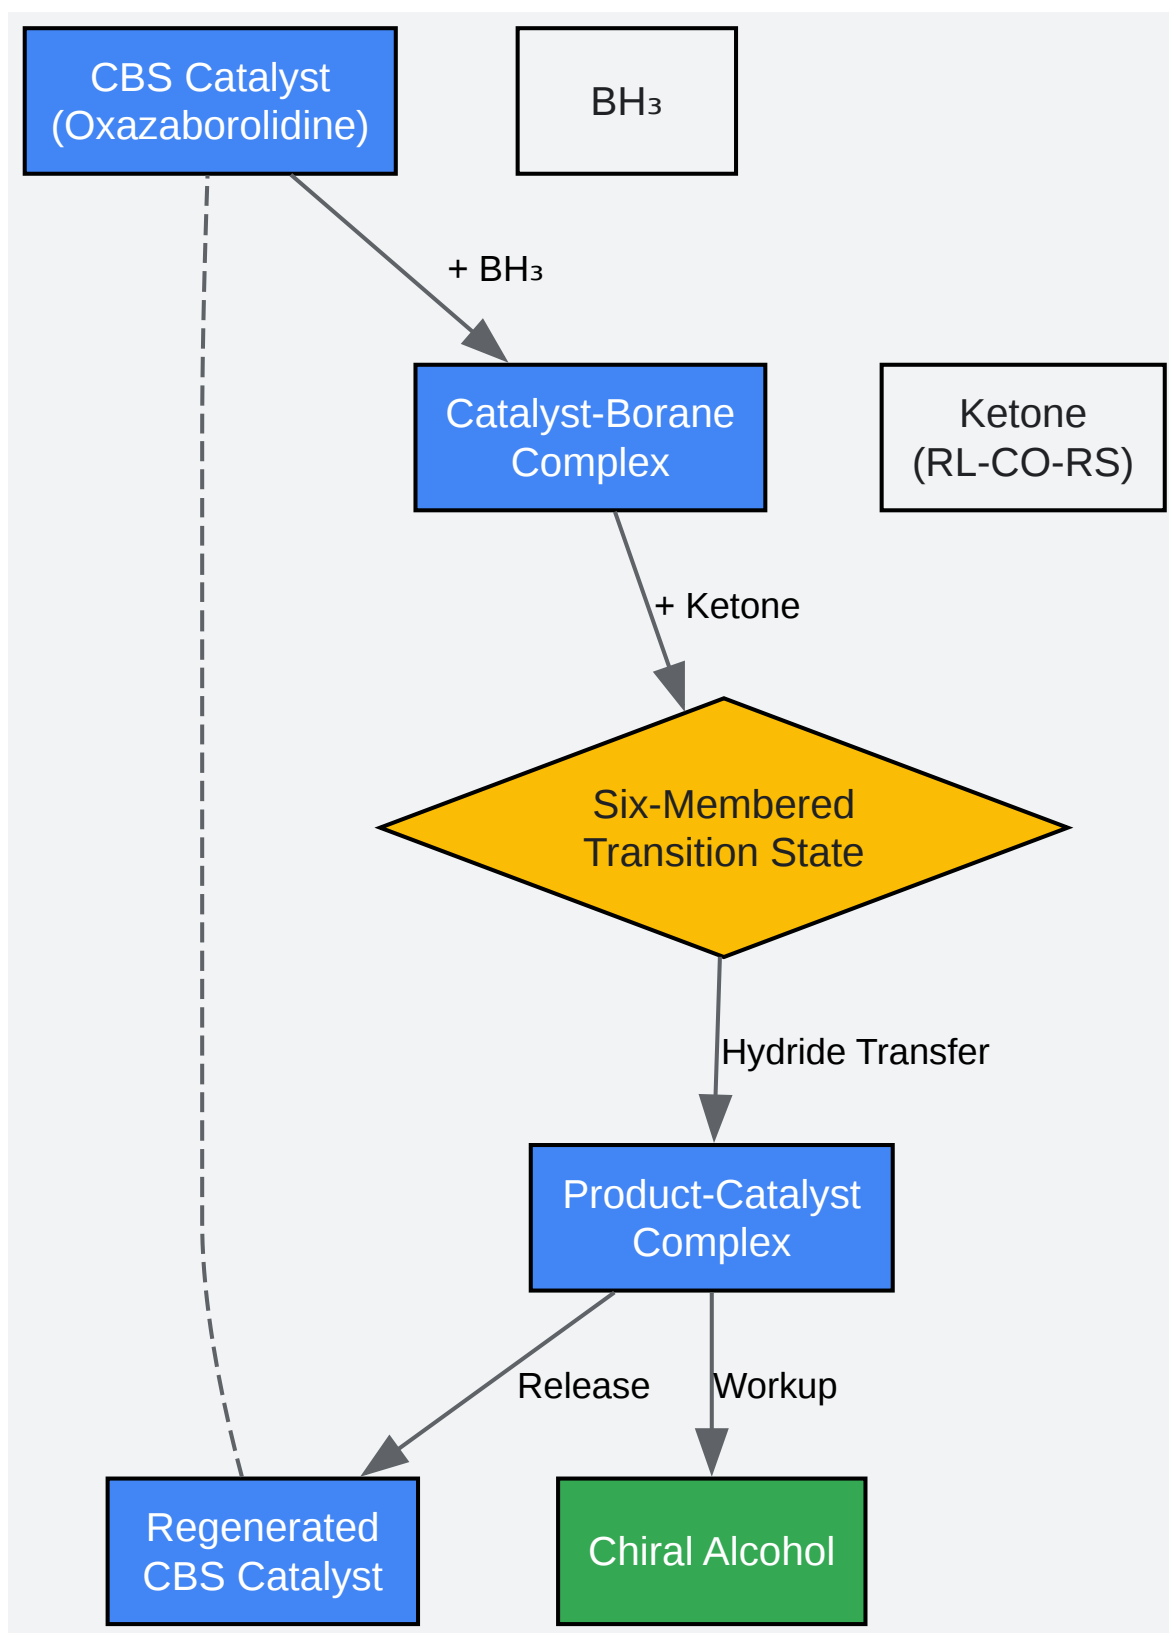 CBS Catalyst
(Oxazaborolidine)
BH₃
+ BH₃
Catalyst-Borane
Complex
Ketone
(RL-CO-RS)
+ Ketone
Six-Membered
Transition State
Hydride Transfer
Product-Catalyst
Complex
Release
Workup
Regenerated
CBS Catalyst
Chiral Alcohol